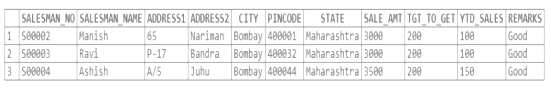 SALESMAN_NO SALESMAN_NAME ADDRESS1 ADDRESS2 CITY PINCODE STATE SALE_AMT TGT_TO_GET YTD_SALES REMARKS
1 S00002 Manish 65 Nariman Bombay 400001 Maharashtra 3000 200 100 Good
2 S00003 Ravi P-17 Bandra Bombay 400032 Maharashtra 3000 200 100 Good
3 S00004 Ashish A/5 Juhu Bombay 400044 Maharashtra 3500 200 150 Good